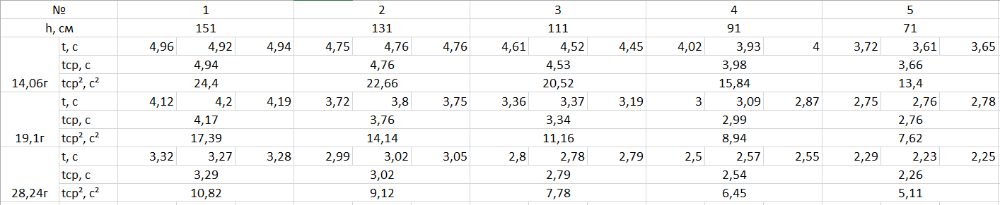 № 1 2 3 4 5
h, см 151 131 111 91 71
t, с 4,96 4,92 4,94 4,75 4,76 4,76 4,61 4,52 4,45 4,02 3,93 4 3,72 3,61 3,65
tср, с 4,94 4,76 4,53 3,98 3,66
14,06г tср², с² 24,4 22,66 20,52 15,84 13,4
t, с 4,12 4,2 4,19 3,72 3,8 3,75 3,36 3,37 3,19 3 3,09 2,87 2,75 2,76 2,78
tср, с 4,17 3,76 3,34 2,99 2,76
19,1г tср², с² 17,39 14,14 11,16 8,94 7,62
t, с 3,32 3,27 3,28 2,99 3,02 3,05 2,8 2,78 2,79 2,5 2,57 2,55 2,29 2,23 2,25
tср, с 3,29 3,02 2,79 2,54 2,26
28,24г tср², с² 10,82 9,12 7,78 6,45 5,11